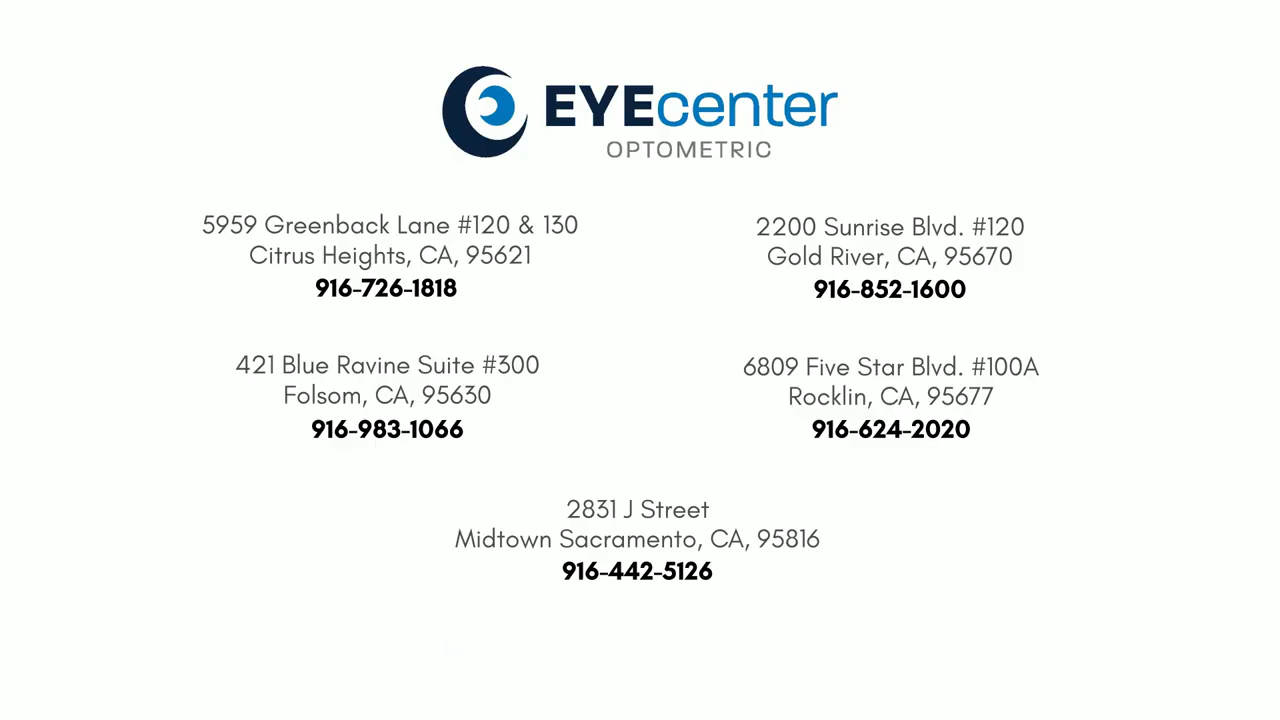 EYEcenter
OPTOMETRIC
5959 Greenback Lane #120 & 130
Citrus Heights, CA, 95621
916-726-1818
2200 Sunrise Blvd. #120
Gold River, CA, 95670
916-852-1600
421 Blue Ravine Suite #300
Folsom, CA, 95630
916-983-1066
6809 Five Star Blvd. #100A
Rocklin, CA, 95677
916-624-2020
2831 J Street
Midtown Sacramento, CA, 95816
916-442-5126